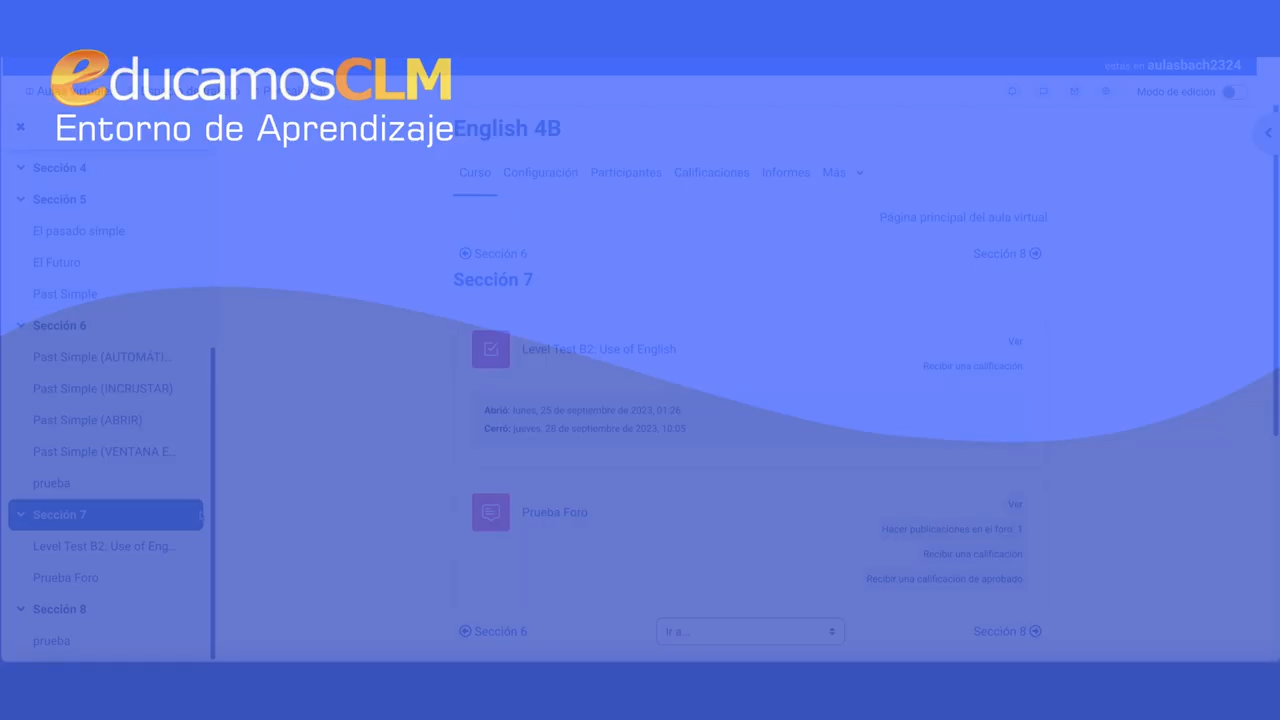 educamosCLM
Entorno de Aprendizaje
estás en aulasbach2324
Aulas virtuales
Modo de edición
English 4B
Curso Configuración Participantes Calificaciones Informes Más
Página principal del aula virtual
Sección 4
Sección 5
El pasado simple
El Futuro
Past Simple
Sección 6
Past Simple (AUTOMÁTI...
Past Simple (INCRUSTAR)
Past Simple (ABRIR)
Past Simple (VENTANA E...
prueba
Sección 7
Level Test B2: Use of Eng...
Prueba Foro
Sección 8
prueba
Sección 6
Sección 8
Sección 7
Level Test B2: Use of English
Ver
Recibir una calificación
Abrió: lunes, 25 de septiembre de 2023, 01:26
Cerró: jueves, 28 de septiembre de 2023, 10:05
Prueba Foro
Ver
Hacer publicaciones en el foro: 1
Recibir una calificación
Recibir una calificación de aprobado
Sección 6
Ir a...
Sección 8